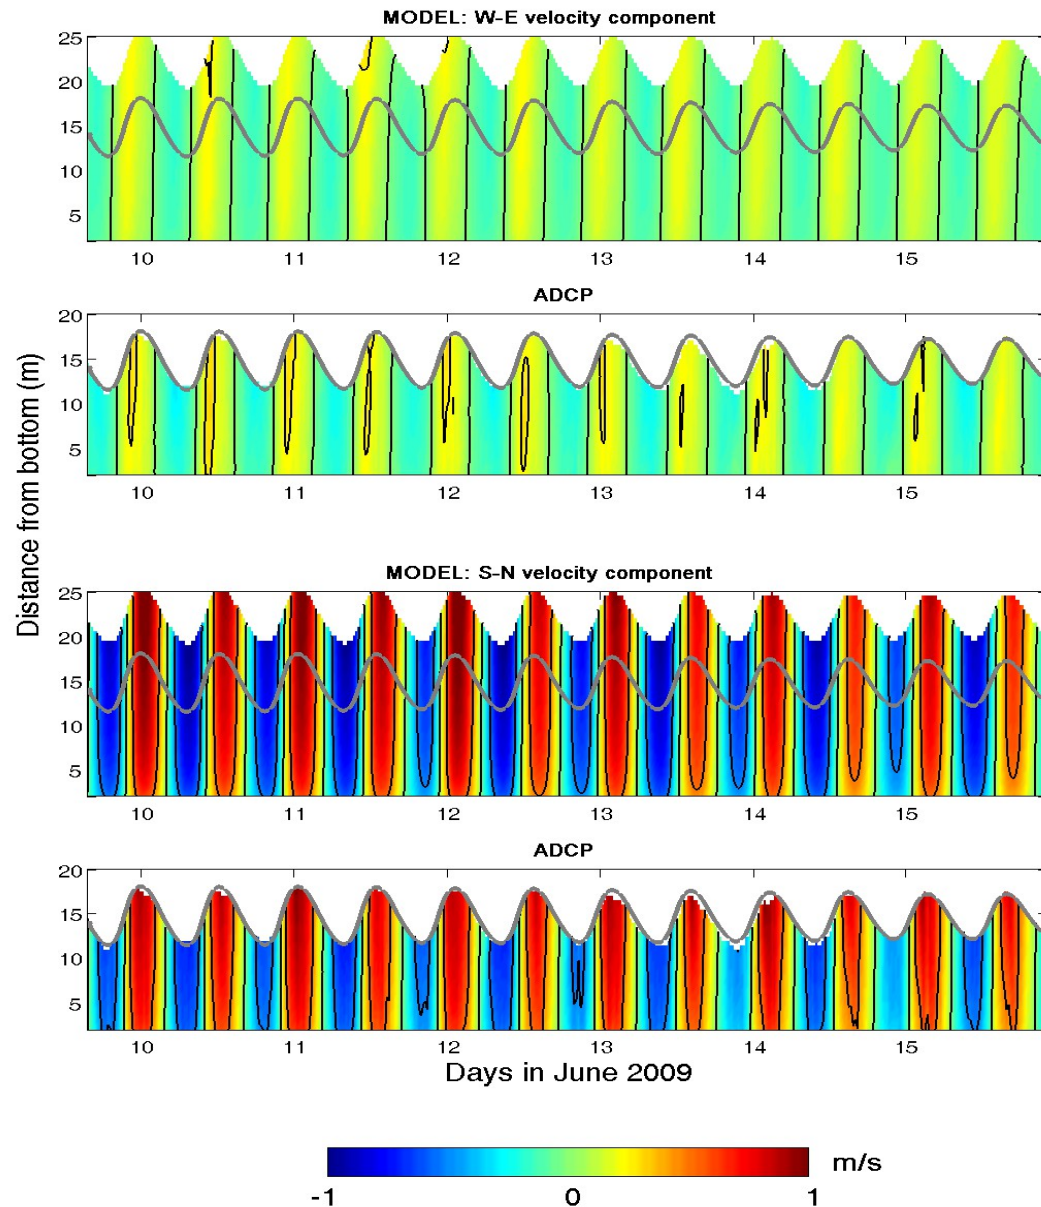 MODEL: W-E velocity component
25
20
15
10
5
10 11 12 13 14 15
ADCP
20
15
10
5
10 11 12 13 14 15
Distance from bottom (m)
MODEL: S-N velocity component
25
20
15
10
5
10 11 12 13 14 15
ADCP
20
15
10
5
10 11 12 13 14 15
Days in June 2009
m/s
-1 0 1